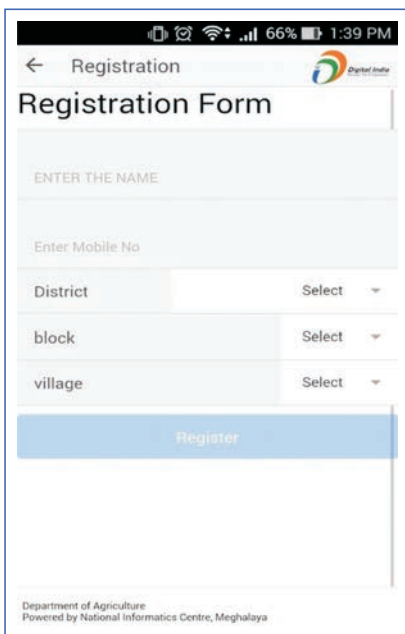 66% 1:39 PM
Registration
Digital India
Registration Form
ENTER THE NAME
Enter Mobile No
District Select
block Select
village Select
Register
Department of Agriculture
Powered by National Informatics Centre, Meghalaya